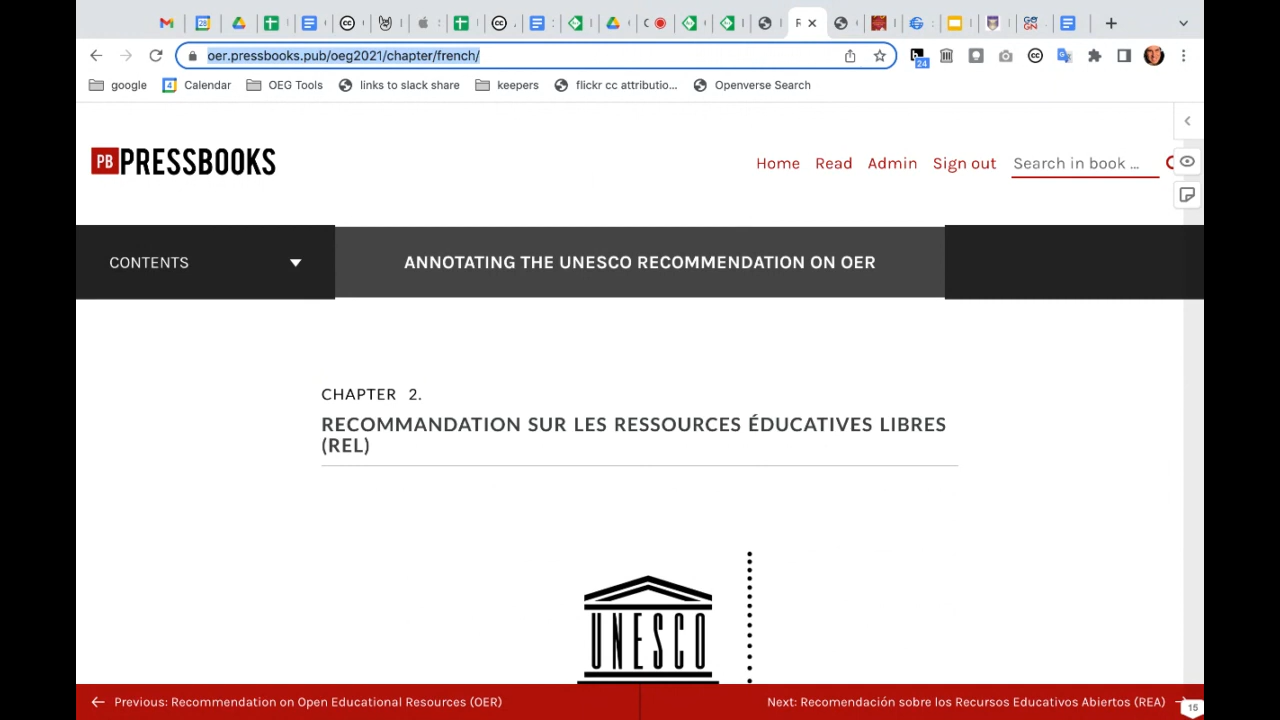 oer.pressbooks.pub/oeg2021/chapter/french/
24
google
Calendar
OEG Tools
links to slack share
keepers
flickr cc attributio...
Openverse Search
PB PRESSBOOKS
Home Read Admin Sign out Search in book ...
CONTENTS
ANNOTATING THE UNESCO RECOMMENDATION ON OER
CHAPTER 2.
RECOMMANDATION SUR LES RESSOURCES ÉDUCATIVES LIBRES
(REL)
UNESCO
← Previous: Recommendation on Open Educational Resources (OER)
Next: Recomendación sobre los Recursos Educativos Abiertos (REA) →
15